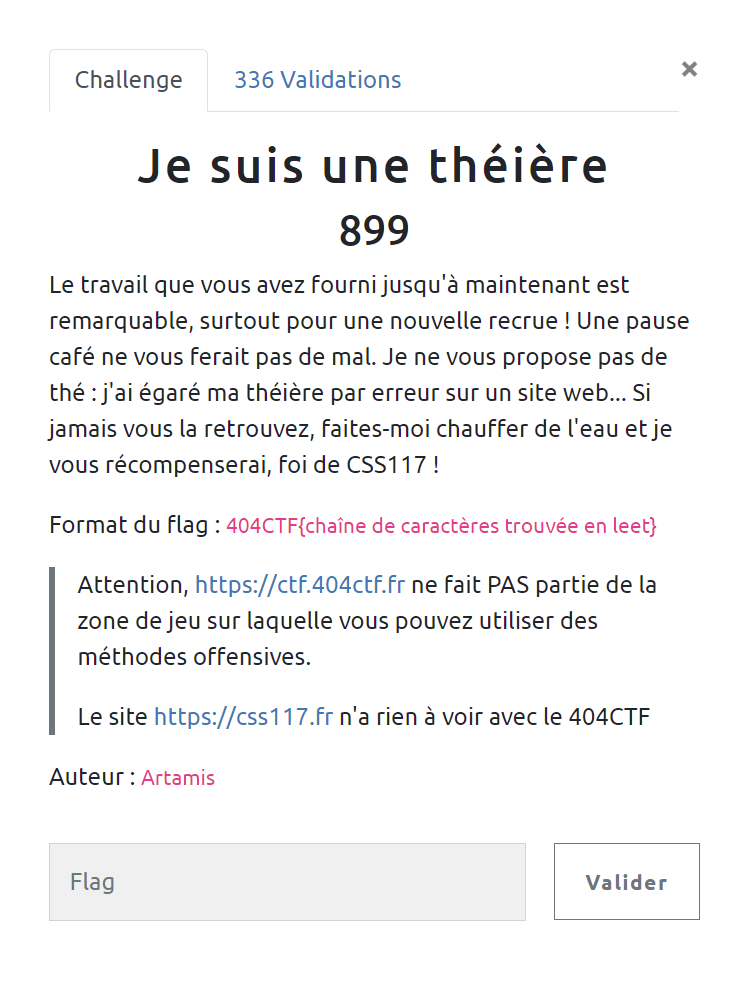 Challenge
336 Validations
×
Je suis une théière
899
Le travail que vous avez fourni jusqu'à maintenant est
remarquable, surtout pour une nouvelle recrue ! Une pause
café ne vous ferait pas de mal. Je ne vous propose pas de
thé : j'ai égaré ma théière par erreur sur un site web... Si
jamais vous la retrouvez, faites-moi chauffer de l'eau et je
vous récompenserai, foi de CSS117 !
Format du flag : 404CTF{chaîne de caractères trouvée en leet}
Attention, https://ctf.404ctf.fr ne fait PAS partie de la
zone de jeu sur laquelle vous pouvez utiliser des
méthodes offensives.
Le site https://css117.fr n'a rien à voir avec le 404CTF
Auteur : Artamis
Flag
Valider